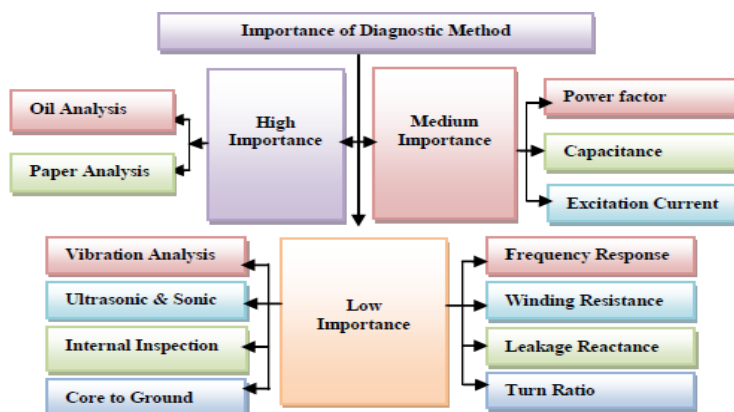 Importance of Diagnostic Method
Oil Analysis
Paper Analysis
High
Importance
Medium
Importance
Power factor
Capacitance
Excitation Current
Vibration Analysis
Ultrasonic & Sonic
Internal Inspection
Core to Ground
Low
Importance
Frequency Response
Winding Resistance
Leakage Reactance
Turn Ratio